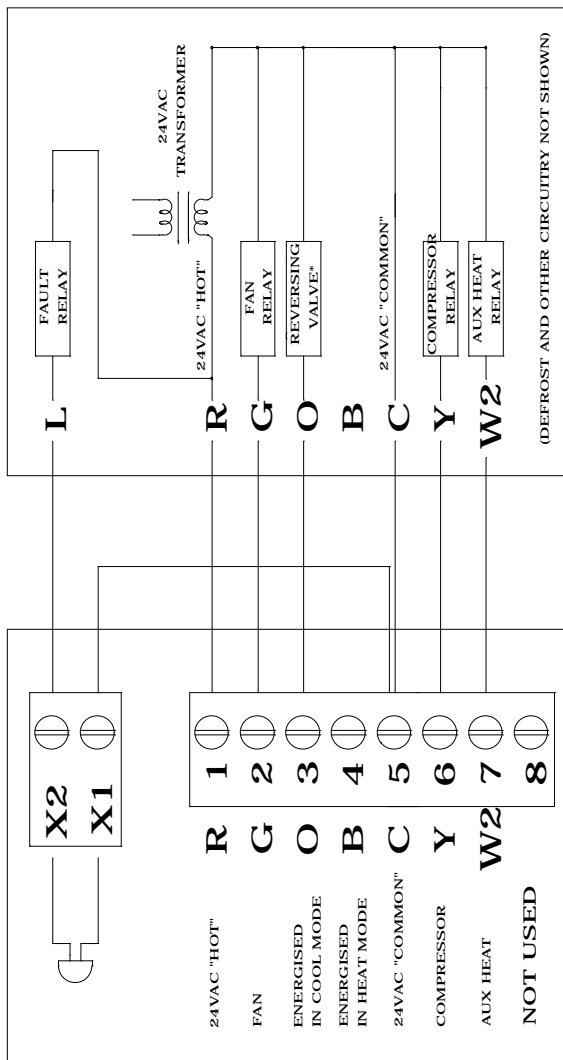 X2
L
FAULT
RELAY
X1
24VAC
TRANSFORMER
24VAC "HOT"
R
1
R
24VAC "HOT"
FAN
G
2
G
FAN
RELAY
ENERGISED
IN COOL MODE
O
3
O
REVERSING
VALVE*
ENERGISED
IN HEAT MODE
B
4
B
24VAC "COMMON"
C
5
C
24VAC "COMMON"
COMPRESSOR
Y
6
Y
COMPRESSOR
RELAY
AUX HEAT
W2
7
W2
AUX HEAT
RELAY
NOT USED
8
(DEFROST AND OTHER CIRCUITRY NOT SHOWN)